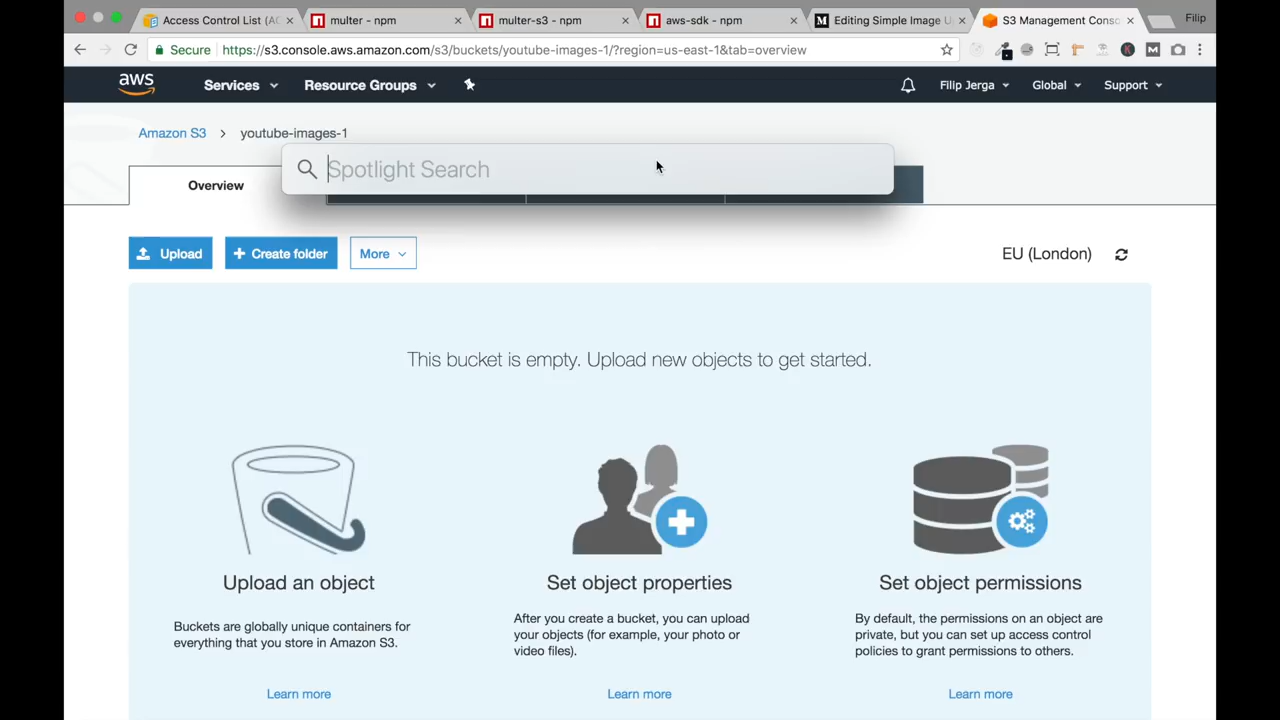 Access Control List (AC
multer - npm
multer-s3 - npm
aws-sdk - npm
Editing Simple Image U
S3 Management Conso
Filip
Secure
https://s3.console.aws.amazon.com/s3/buckets/youtube-images-1/?region=us-east-1&tab=overview
aws
Services
Resource Groups
Filip Jerga
Global
Support
Amazon S3 > youtube-images-1
Spotlight Search
Overview
Upload
Create folder
More
EU (London)
This bucket is empty. Upload new objects to get started.
Upload an object
Buckets are globally unique containers for
everything that you store in Amazon S3.
Learn more
Set object properties
After you create a bucket, you can upload
your objects (for example, your photo or
video files).
Learn more
Set object permissions
By default, the permissions on an object are
private, but you can set up access control
policies to grant permissions to others.
Learn more